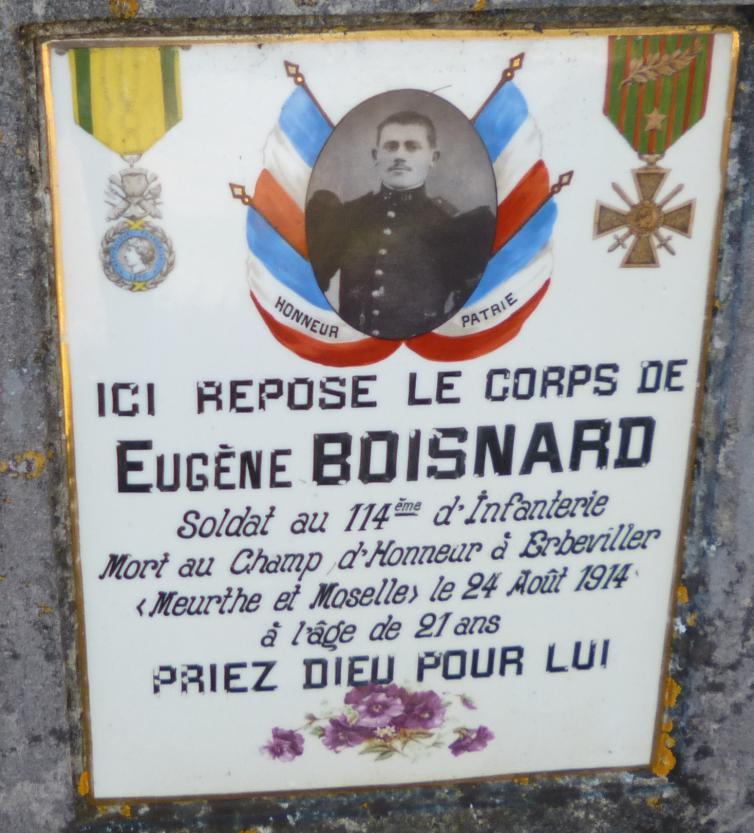 HONNEUR PATRIE
ICI REPOSE LE CORPS DE
EUGÈNE BOISNARD
Soldat au 114ème d'Infanterie
Mort au Champ d'Honneur à Erbeviller
<Meurthe et Moselle> le 24 Août 1914
à l'âge de 21 ans
PRIEZ DIEU POUR LUI